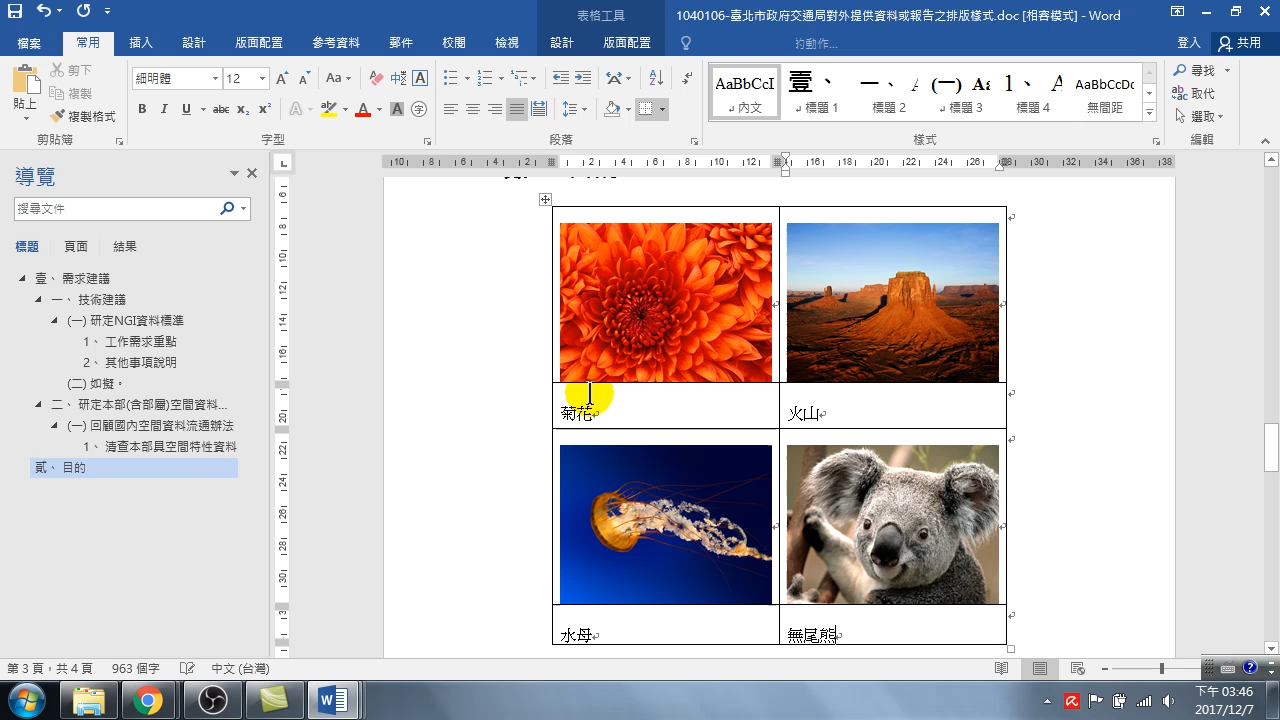 表格工具
1040106-臺北市政府交通局對外提供資料或報告之排版樣式.doc [相容模式] - Word
檔案 常用 插入 設計 版面配置 參考資料 郵件 校閱 檢視 設計 版面配置 的動作... 登入 共用
貼上 剪下 複製 複製格式
細明體 12
AaBbCcI 壹、 一、 (一) 1、 AaBbCcDc
內文 標題 1 標題 2 標題 3 標題 4 無間距
尋找 取代 選取
剪貼簿 字型 段落 樣式 編輯
導覽
搜尋文件
標題 頁面 結果
壹、 需求建議
一、 技術建議
(一) 研定NGI資料標準
1、 工作需求重點
2、 其他事項說明
(二) 如擬。
二、 研定本部(含部屬)空間資料...
(一) 回顧國內空間資料流通辦法
1、 清查本部具空間特性資料
貳、 目的
菊花 火山
水母 無尾熊
第 3 頁，共 4 頁 963 個字 中文 (台灣)
下午 03:46
2017/12/7